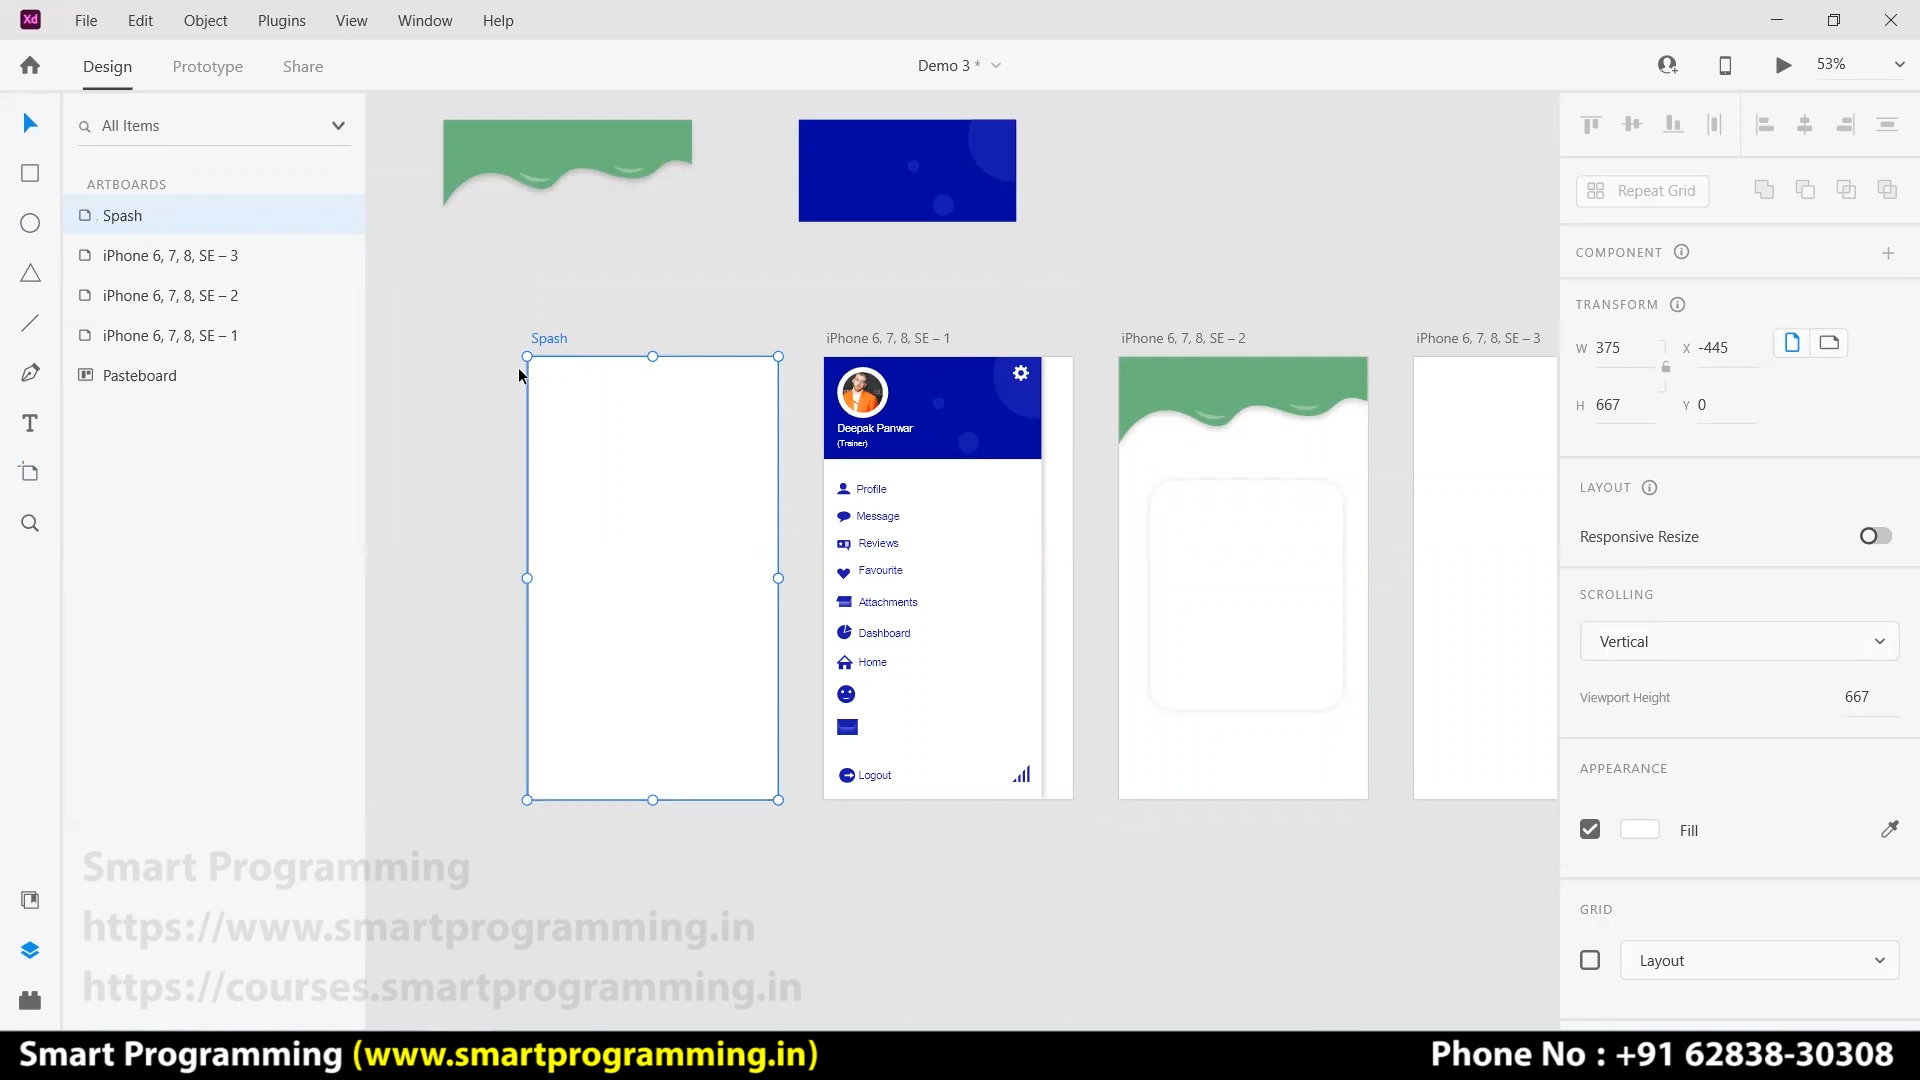 Xd File Edit Object Plugins View Window Help
Design Prototype Share
Demo 3 *
53%
All Items
ARTBOARDS
Spash
iPhone 6, 7, 8, SE – 3
iPhone 6, 7, 8, SE – 2
iPhone 6, 7, 8, SE – 1
Pasteboard
Spash
iPhone 6, 7, 8, SE – 1
iPhone 6, 7, 8, SE – 2
iPhone 6, 7, 8, SE – 3
Deepak Panwar
(Trainer)
Profile
Message
Reviews
Favourite
Attachments
Dashboard
Home
Logout
Repeat Grid
COMPONENT
TRANSFORM
W 375 X -445
H 667 Y 0
LAYOUT
Responsive Resize
SCROLLING
Vertical
Viewport Height 667
APPEARANCE
Fill
GRID
Layout
Smart Programming
https://www.smartprogramming.in
https://courses.smartprogramming.in
Smart Programming (www.smartprogramming.in) Phone No : +91 62838-30308